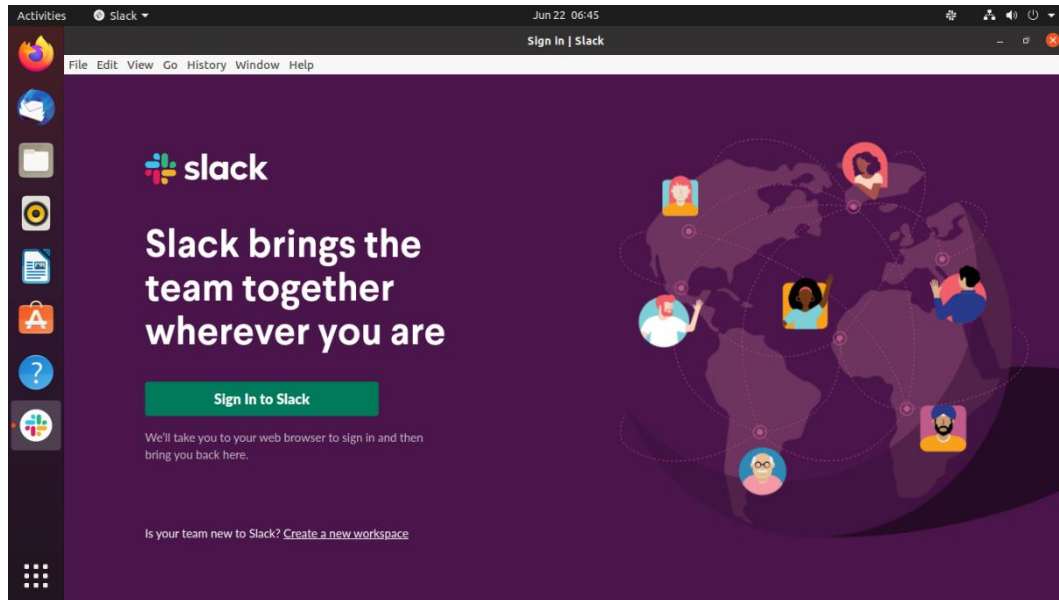 Activities Slack Jun 22 06:45
Sign in | Slack
File Edit View Go History Window Help
slack
Slack brings the
team together
wherever you are
Sign In to Slack
We'll take you to your web browser to sign in and then
bring you back here.
Is your team new to Slack? Create a new workspace